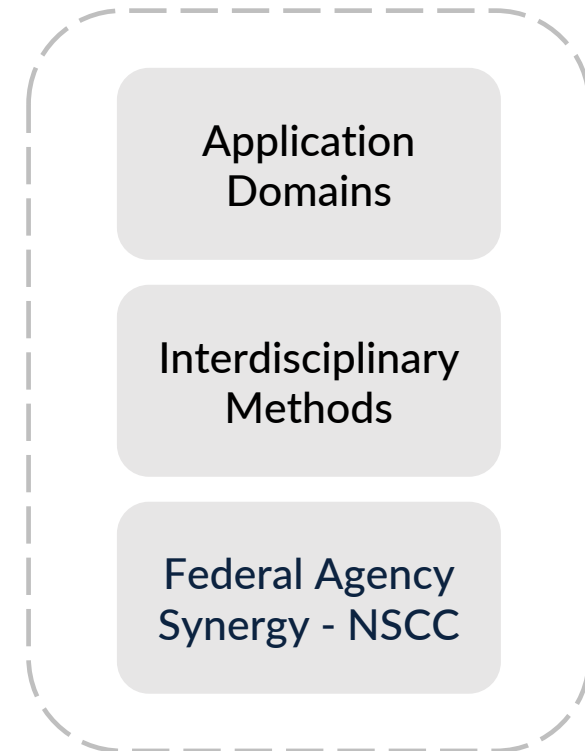 Application
Domains
Interdisciplinary
Methods
Federal Agency
Synergy - NSCC